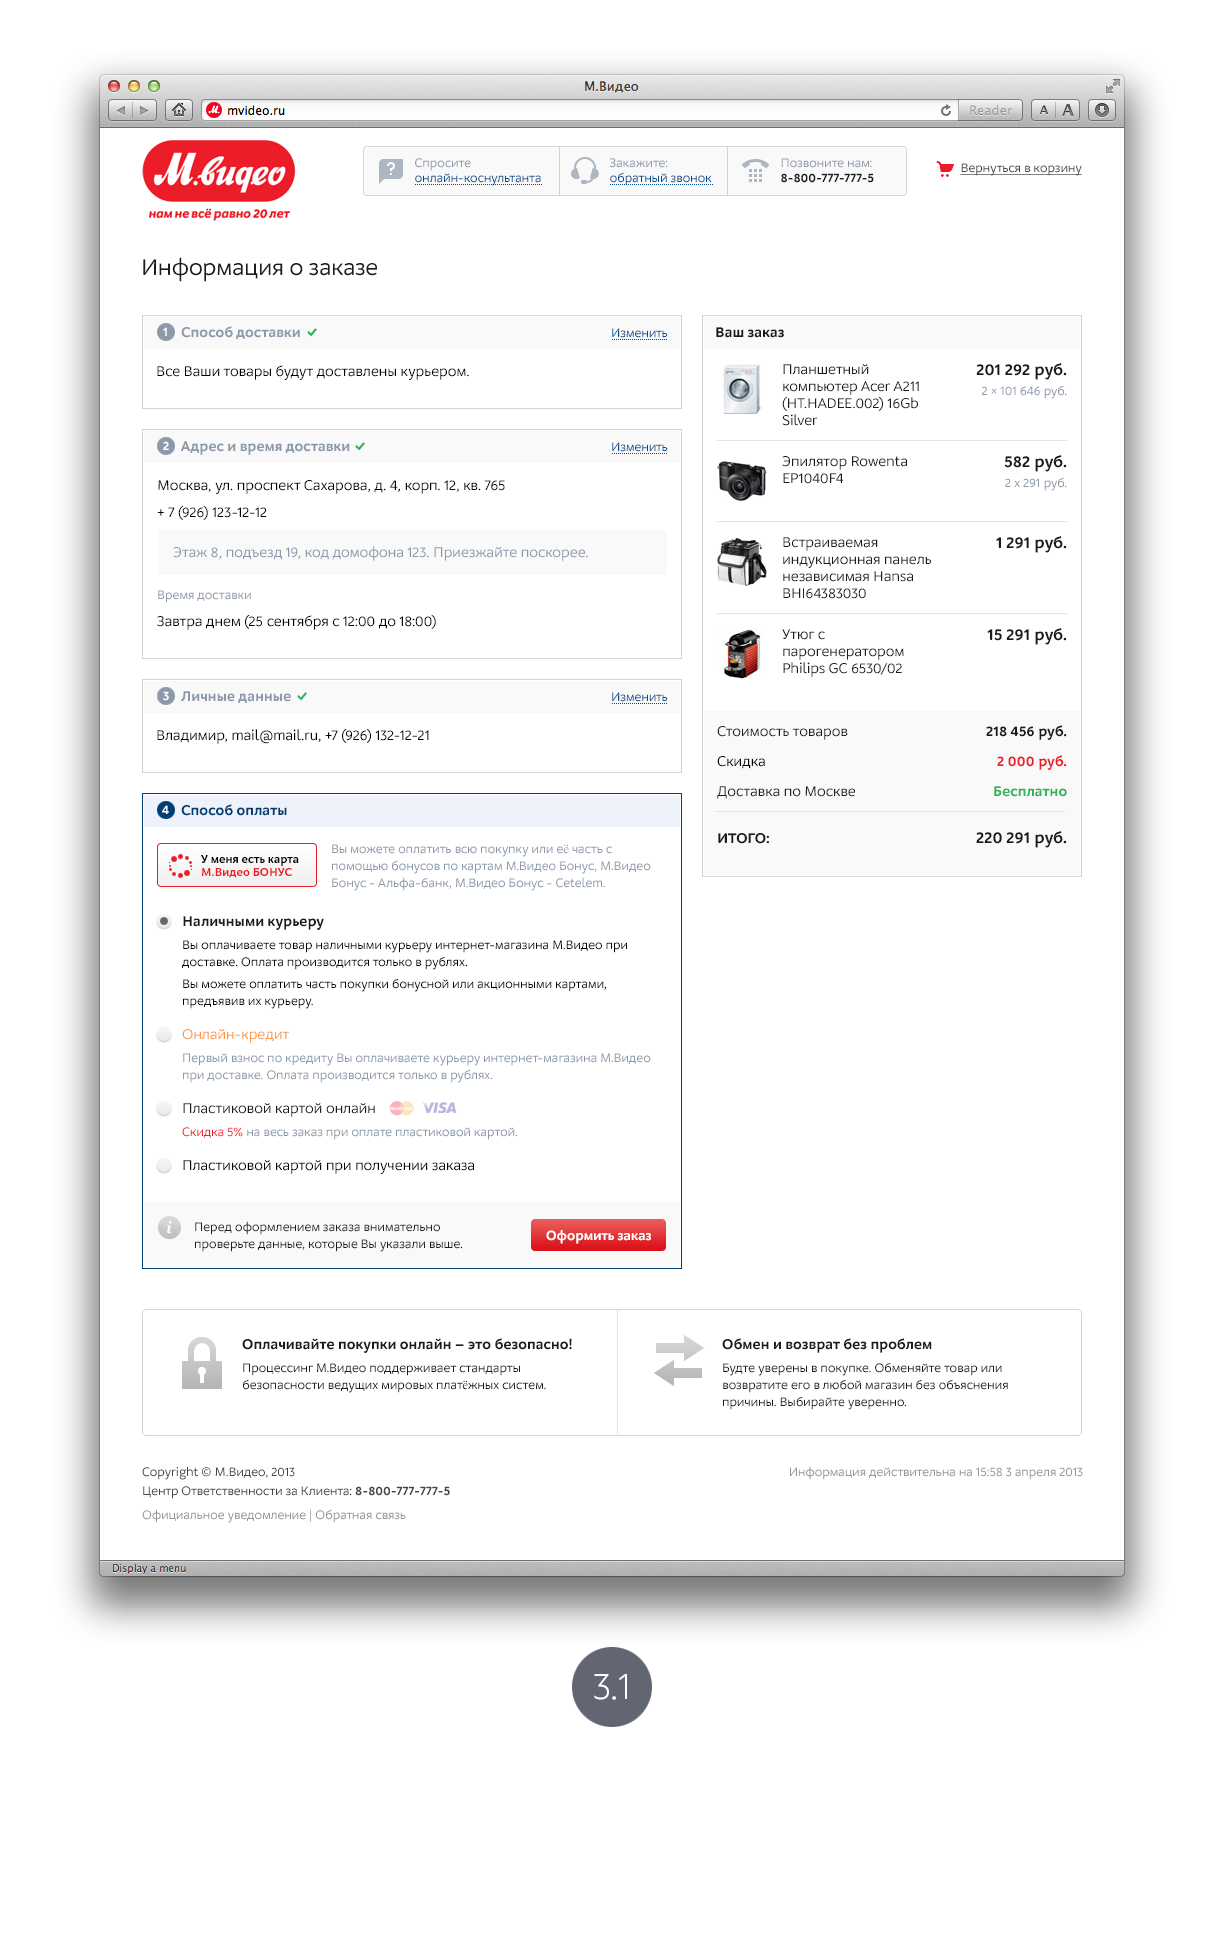 М.Видео
mvideo.ru
Reader
A A
М.видео
нам не всё равно 20 лет
Спросите
онлайн-коснультанта
Закажите:
обратный звонок
Позвоните нам:
8-800-777-777-5
Вернуться в корзину
Информация о заказе
1 Способ доставки
Изменить
Все Ваши товары будут доставлены курьером.
2 Адрес и время доставки
Изменить
Москва, ул. проспект Сахарова, д. 4, корп. 12, кв. 765
+ 7 (926) 123-12-12
Этаж 8, подъезд 19, код домофона 123. Приезжайте поскорее.
Время доставки
Завтра днем (25 сентября с 12:00 до 18:00)
3 Личные данные
Изменить
Владимир, mail@mail.ru, +7 (926) 132-12-21
4 Способ оплаты
У меня есть карта
М.Видео БОНУС
Вы можете оплатить всю покупку или её часть с
помощью бонусов по картам М.Видео Бонус, М.Видео
Бонус - Альфа-банк, М.Видео Бонус - Cetelem.
Наличными курьеру
Вы оплачиваете товар наличными курьеру интернет-магазина М.Видео при
доставке. Оплата производится только в рублях.
Вы можете оплатить часть покупки бонусной или акционными картами,
предъявив их курьеру.
Онлайн-кредит
Первый взнос по кредиту Вы оплачиваете курьеру интернет-магазина М.Видео
при доставке. Оплата производится только в рублях.
Пластиковой картой онлайн VISA
Скидка 5% на весь заказ при оплате пластиковой картой.
Пластиковой картой при получении заказа
Перед оформлением заказа внимательно
проверьте данные, которые Вы указали выше.
Оформить заказ
Ваш заказ
Планшетный
компьютер Acer A211
(HT.HADEE.002) 16Gb
Silver
201 292 руб.
2 × 101 646 руб.
Эпилятор Rowenta
EP1040F4
582 руб.
2 x 291 руб.
Встраиваемая
индукционная панель
независимая Hansa
BHI64383030
1 291 руб.
Утюг с
парогенератором
Philips GC 6530/02
15 291 руб.
Стоимость товаров 218 456 руб.
Скидка 2 000 руб.
Доставка по Москве Бесплатно
ИТОГО: 220 291 руб.
Оплачивайте покупки онлайн – это безопасно!
Процессинг М.Видео поддерживает стандарты
безопасности ведущих мировых платёжных систем.
Обмен и возврат без проблем
Будте уверены в покупке. Обменяйте товар или
возвратите его в любой магазин без объяснения
причины. Выбирайте уверенно.
Copyright © М.Видео, 2013
Центр Ответственности за Клиента: 8-800-777-777-5
Официальное уведомление | Обратная связь
Информация действительна на 15:58 3 апреля 2013
Display a menu
3.1